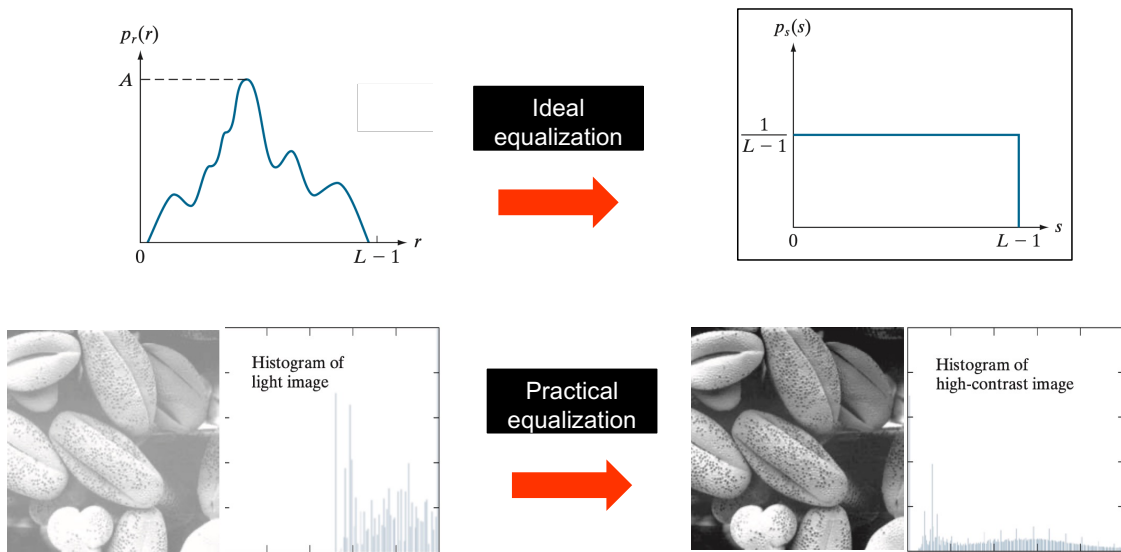 p_r(r)
A
0
L − 1
r
Ideal
equalization
p_s(s)
1
L − 1
0
L − 1
s
Histogram of
light image
Practical
equalization
Histogram of
high-contrast image